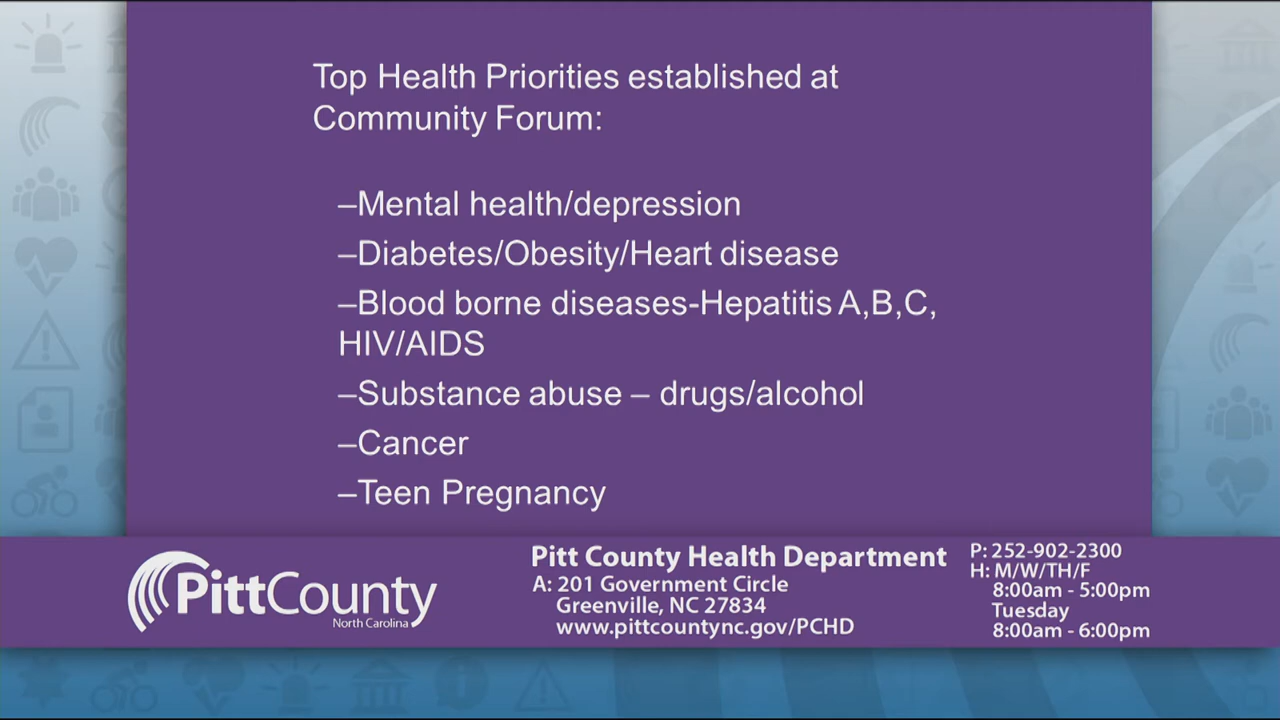 Top Health Priorities established at
Community Forum:
–Mental health/depression
–Diabetes/Obesity/Heart disease
–Blood borne diseases-Hepatitis A,B,C,
HIV/AIDS
–Substance abuse – drugs/alcohol
–Cancer
–Teen Pregnancy
PittCounty
North Carolina
Pitt County Health Department
A: 201 Government Circle
Greenville, NC 27834
www.pittcountync.gov/PCHD
P: 252-902-2300
H: M/W/TH/F
8:00am - 5:00pm
Tuesday
8:00am - 6:00pm